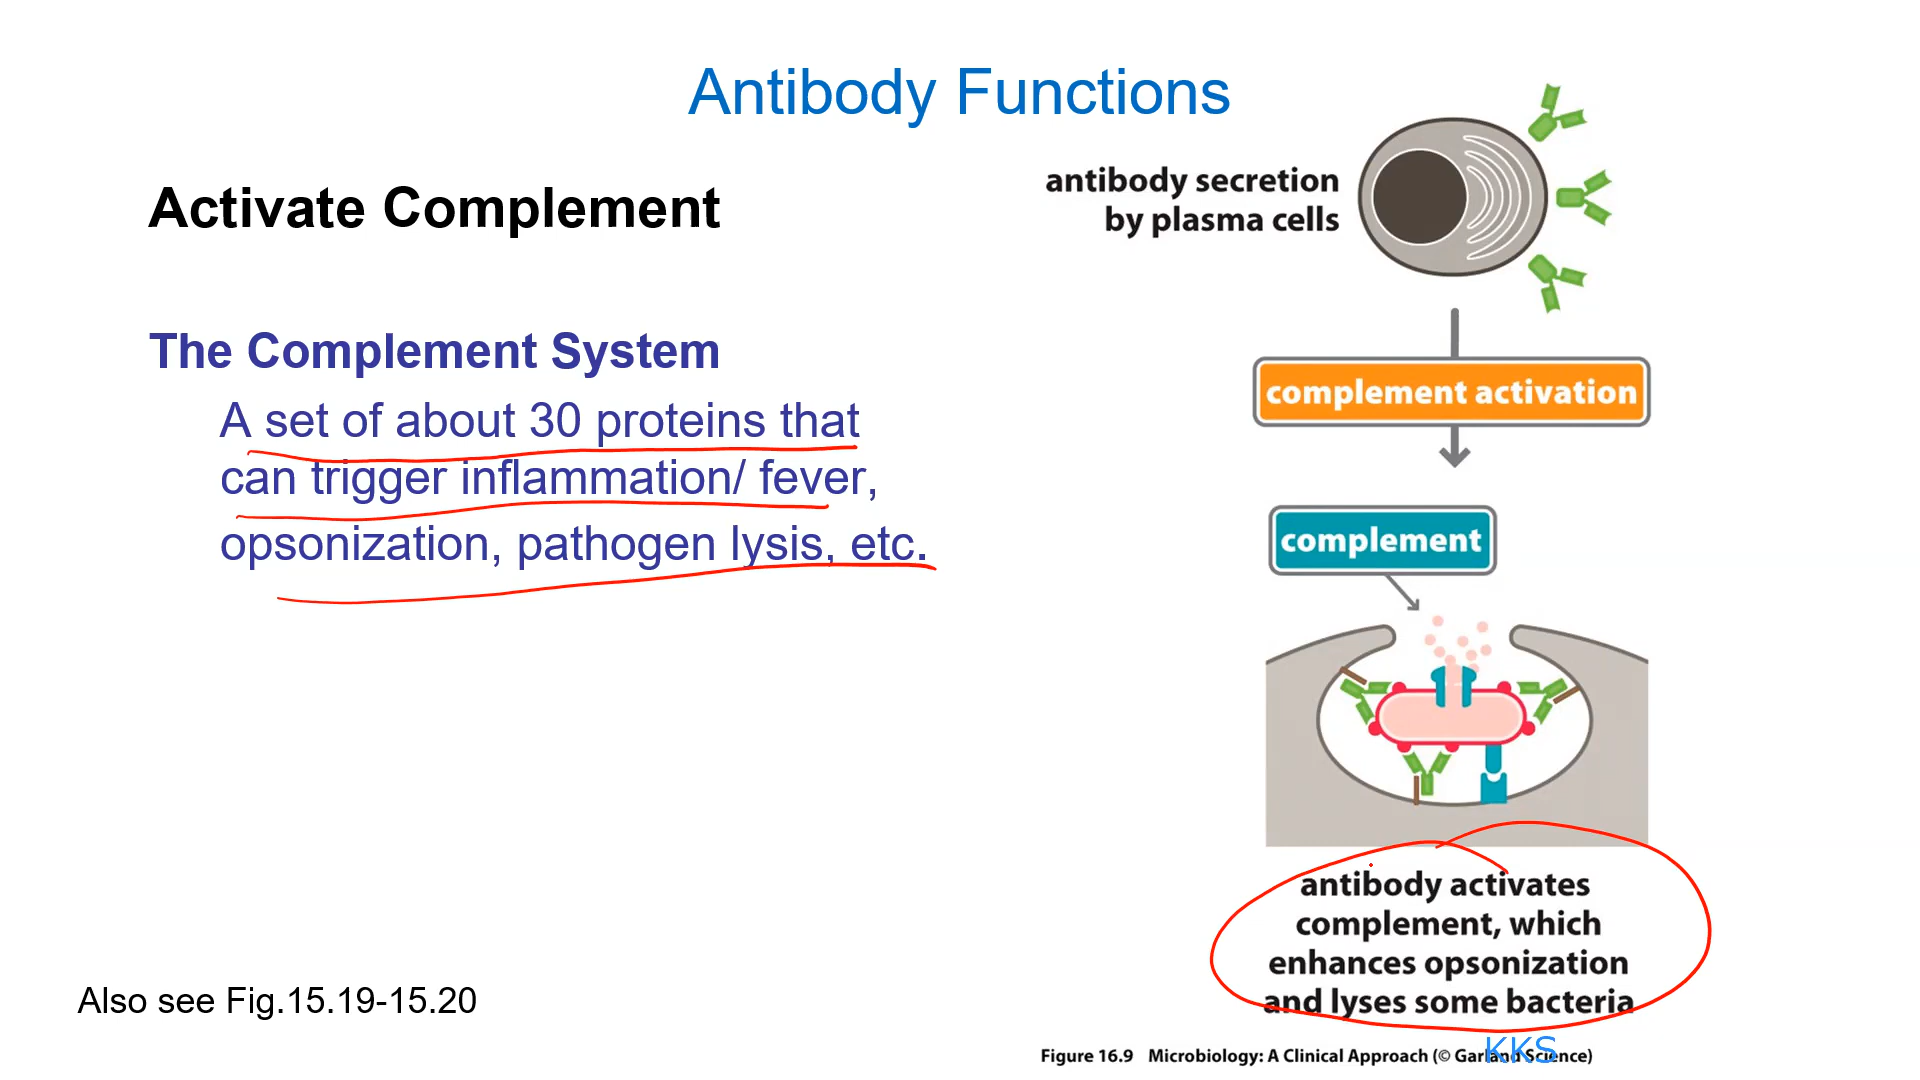 Antibody Functions
Activate Complement
The Complement System
A set of about 30 proteins that
can trigger inflammation/ fever,
opsonization, pathogen lysis, etc.
Also see Fig.15.19-15.20
antibody secretion
by plasma cells
complement activation
complement
antibody activates
complement, which
enhances opsonization
and lyses some bacteria
Figure 16.9 Microbiology: A Clinical Approach (© Garland Science)
KKS